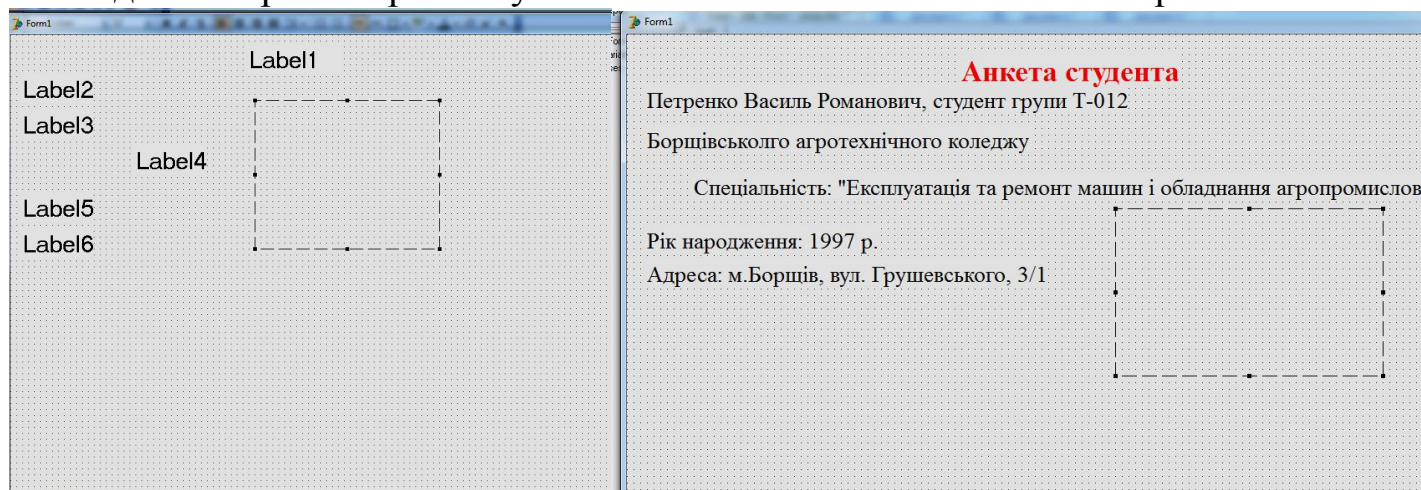 Form1
Label1
Label2
Label3
Label4
Label5
Label6
Form1
Анкета студента
Петренко Василь Романович, студент групи Т-012
Борщівськолго агротехнічного коледжу
Спеціальність: "Експлуатація та ремонт машин і обладнання агропромислов
Рік народження: 1997 р.
Адреса: м.Борщів, вул. Грушевського, 3/1